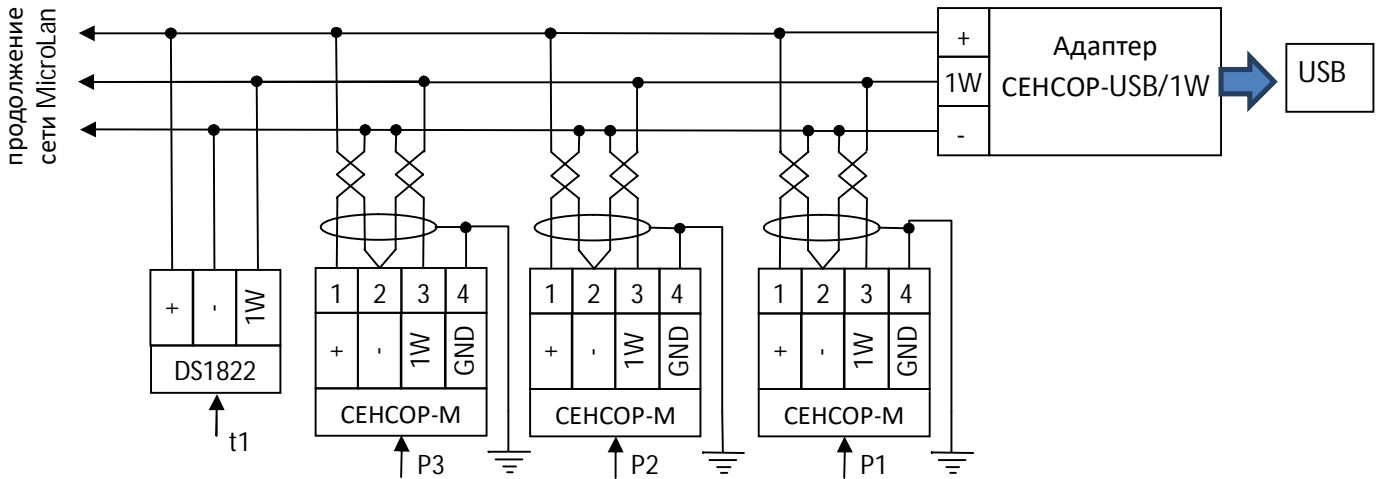 продолжение
сети MicroLan
+
1W
-
Адаптер
СЕНСОР-USB/1W
USB
+
-
1W
DS1822
t1
1
2
3
4
+
-
1W
GND
СЕНСОР-М
P3
1
2
3
4
+
-
1W
GND
СЕНСОР-М
P2
1
2
3
4
+
-
1W
GND
СЕНСОР-М
P1